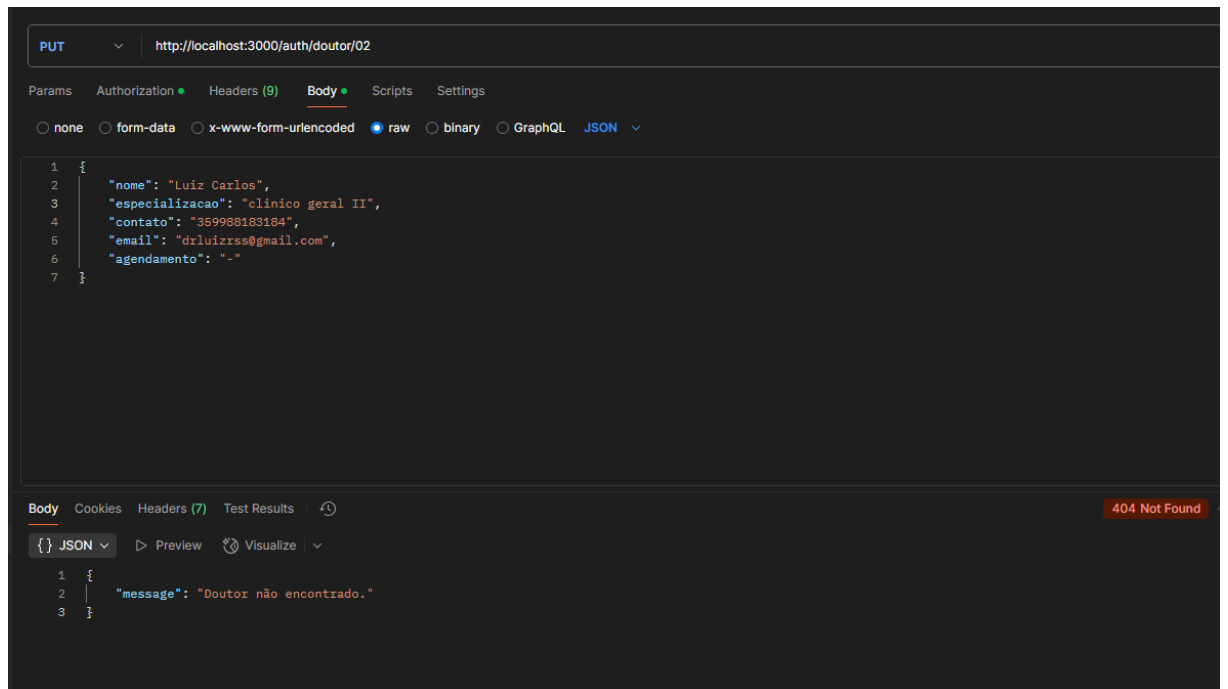 PUT http://localhost:3000/auth/doutor/02
Params Authorization Headers (9) Body Scripts Settings
none form-data x-www-form-urlencoded raw binary GraphQL JSON
1 {
2 "nome": "Luiz Carlos",
3 "especializacao": "clinico geral II",
4 "contato": "359988183184",
5 "email": "drluizrss@gmail.com",
6 "agendamento": "-"
7 }
Body Cookies Headers (7) Test Results 404 Not Found
{} JSON Preview Visualize
1 {
2 "message": "Doutor não encontrado."
3 }